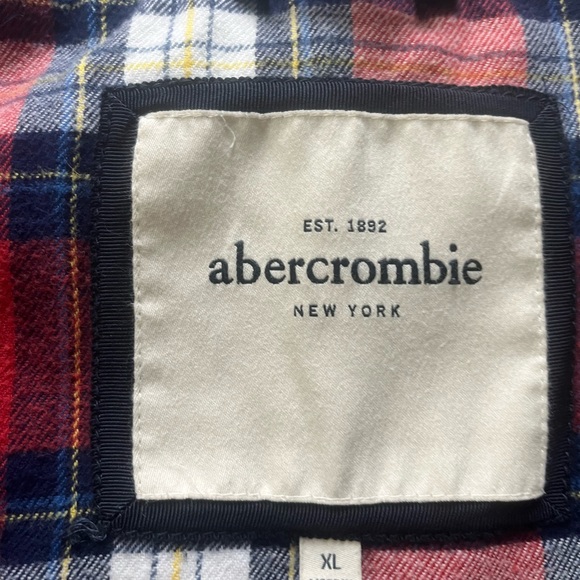 EST. 1892
abercrombie
NEW YORK
XL